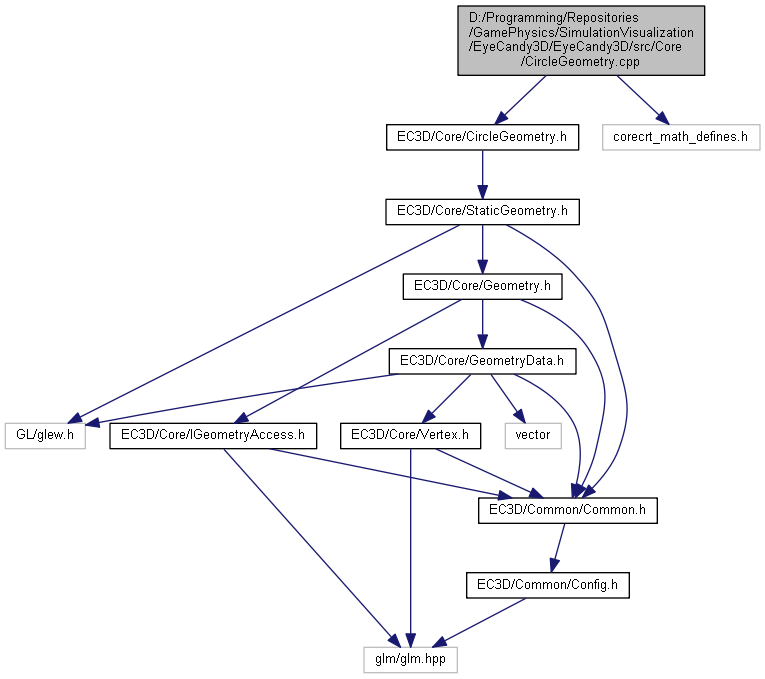 D:/Programming/Repositories
/GamePhysics/SimulationVisualization
/EyeCandy3D/EyeCandy3D/src/Core
/CircleGeometry.cpp
EC3D/Core/CircleGeometry.h
corecrt_math_defines.h
EC3D/Core/StaticGeometry.h
EC3D/Core/Geometry.h
EC3D/Core/GeometryData.h
GL/glew.h
EC3D/Core/IGeometryAccess.h
EC3D/Core/Vertex.h
vector
EC3D/Common/Common.h
EC3D/Common/Config.h
glm/glm.hpp